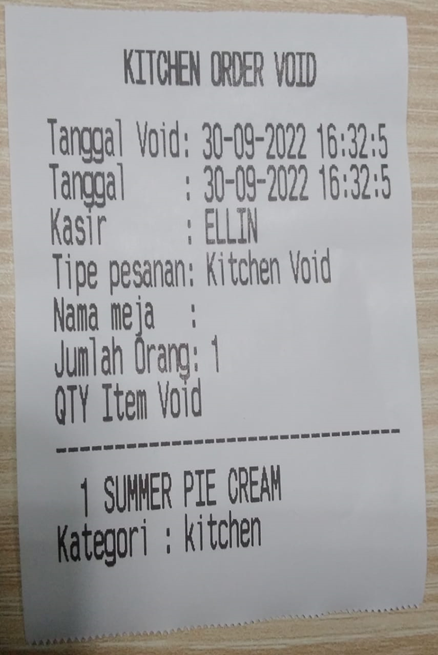 KITCHEN ORDER VOID
Tanggal Void: 30-09-2022 16:32:5
Tanggal : 30-09-2022 16:32:5
Kasir : ELLIN
Tipe pesanan: Kitchen Void
Nama meja :
Jumlah Orang: 1
QTY Item Void
--------------------------------
1 SUMMER PIE CREAM
Kategori : kitchen